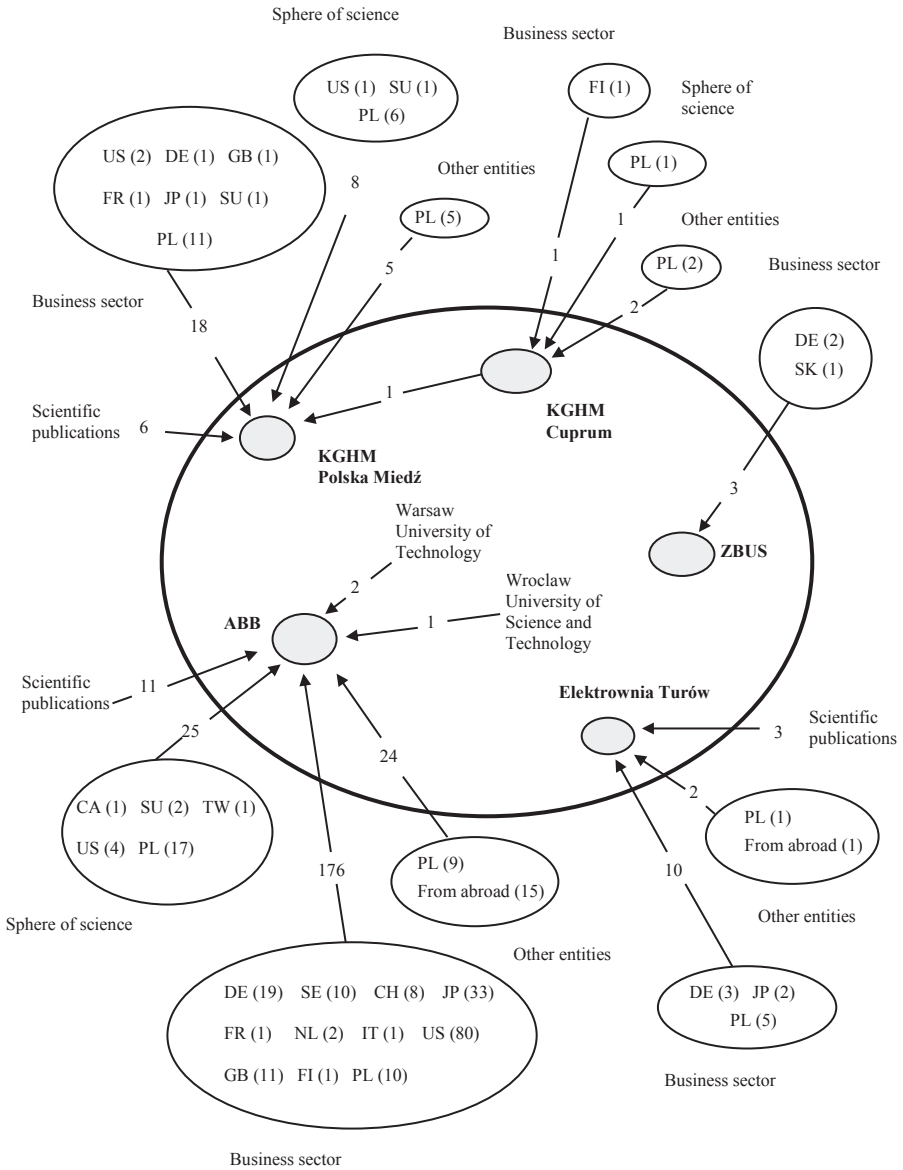 Sphere of science
US (1) SU (1)
PL (6)
8
Business sector
FI (1)
1
Sphere of
science
PL (1)
1
US (2) DE (1) GB (1)
FR (1) JP (1) SU (1)
PL (11)
Business sector
18
Other entities
PL (5)
5
Other entities
PL (2)
2
Business sector
DE (2)
SK (1)
3
Scientific
publications 6
1
KGHM
Cuprum
KGHM
Polska Miedź
ZBUS
Warsaw
University of
Technology
2
Wroclaw
University of
Science and
Technology
1
ABB
Scientific
publications
11
25
CA (1) SU (2) TW (1)
US (4) PL (17)
Sphere of science
24
PL (9)
From abroad (15)
Other entities
176
DE (19) SE (10) CH (8) JP (33)
FR (1) NL (2) IT (1) US (80)
GB (11) FI (1) PL (10)
Business sector
Elektrownia Turów
3
Scientific
publications
2
PL (1)
From abroad (1)
Other entities
10
DE (3) JP (2)
PL (5)
Business sector